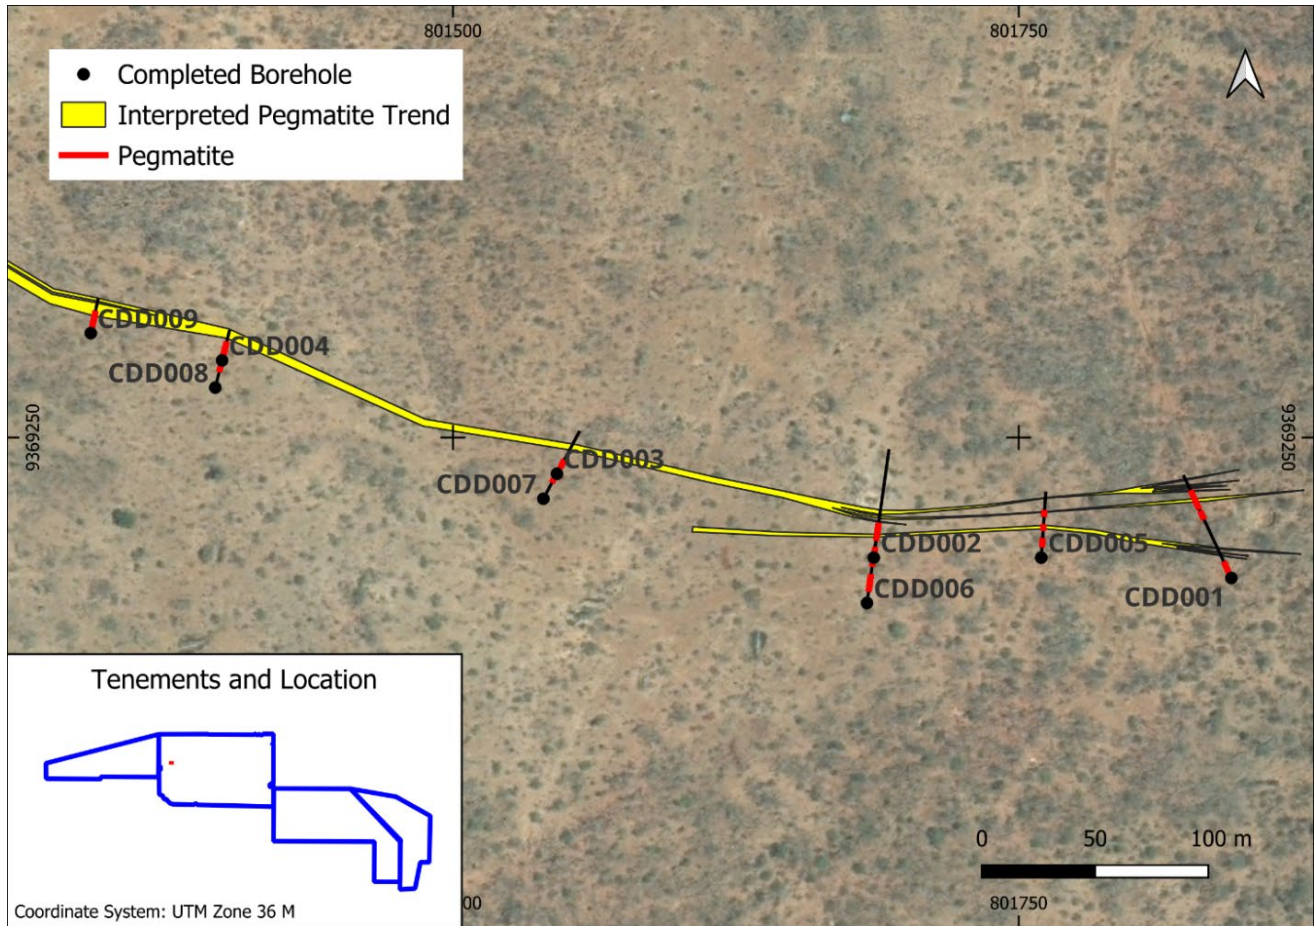 801500
801750
Completed Borehole
Interpreted Pegmatite Trend
Pegmatite
CDD009
CDD004
CDD008
9369250
9369250
CDD003
CDD007
CDD002
CDD005
CDD006
CDD001
Tenements and Location
0 50 100 m
Coordinate System: UTM Zone 36 M
00
801750